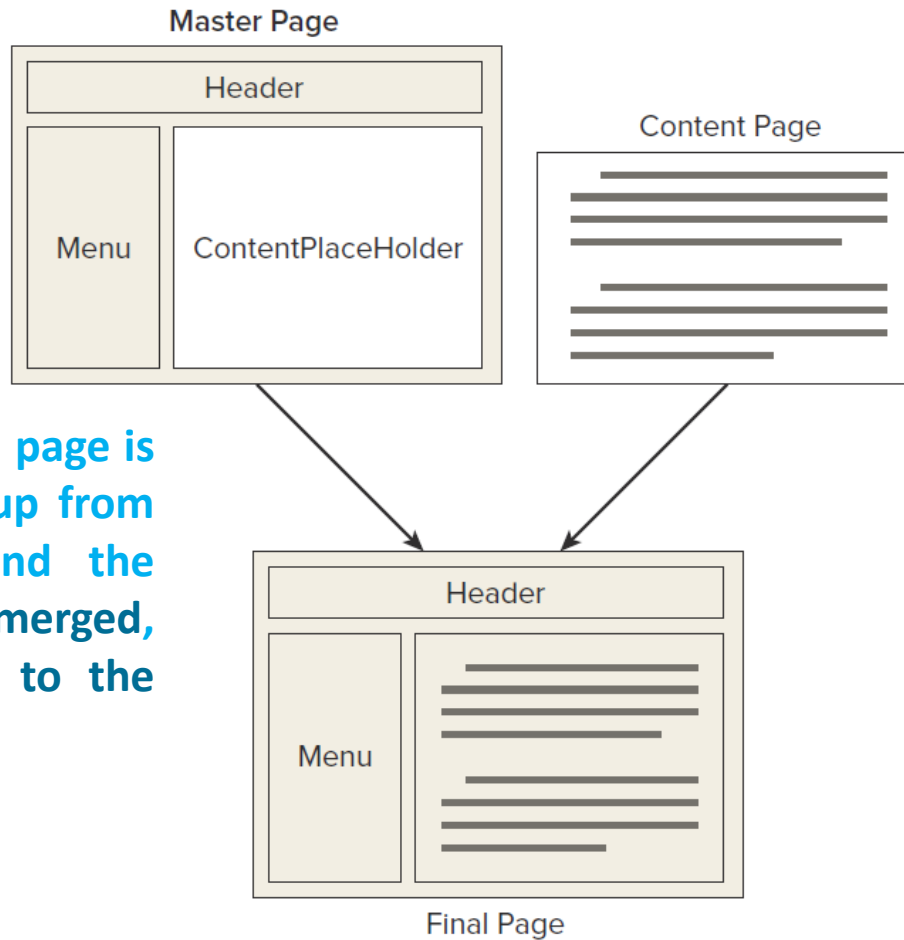 Master Page
Header
Menu
ContentPlaceHolder
Content Page
page is
up from
nd the
merged,
to the
Header
Menu
Final Page